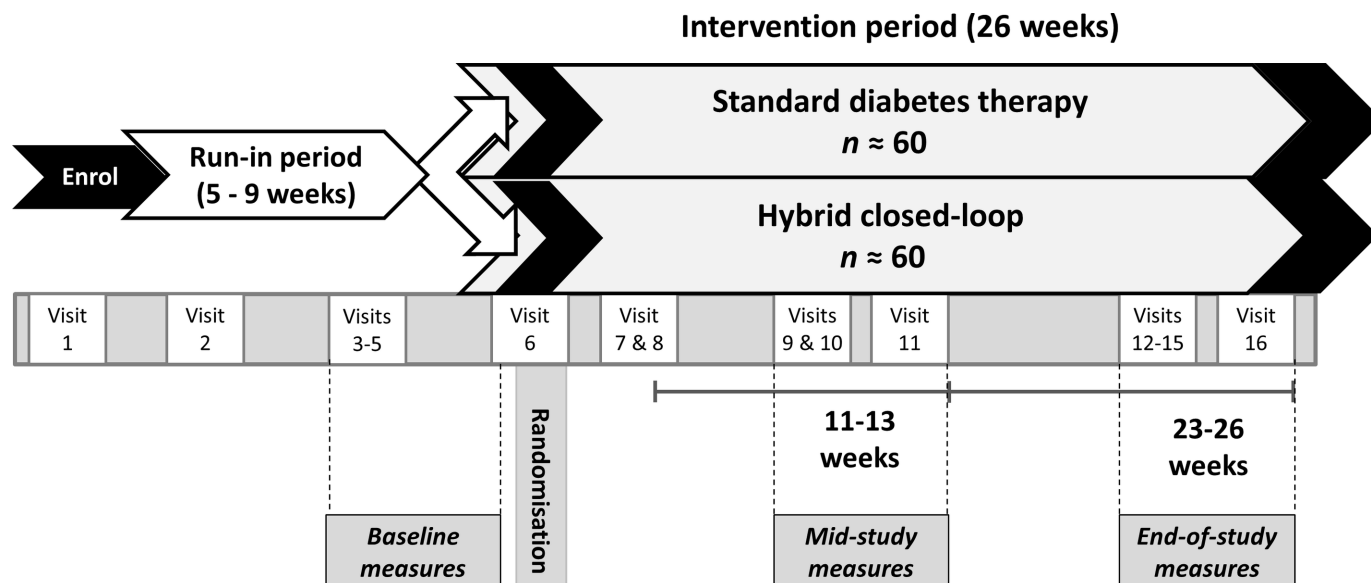 Intervention period (26 weeks)
Standard diabetes therapy
n ≈ 60
Enrol
Run-in period
(5 - 9 weeks)
Hybrid closed-loop
n ≈ 60
Visit
1
Visit
2
Visits
3-5
Visit
6
Visit
7 & 8
Visits
9 & 10
Visit
11
Visits
12-15
Visit
16
Randomisation
11-13
weeks
23-26
weeks
Baseline
measures
Mid-study
measures
End-of-study
measures